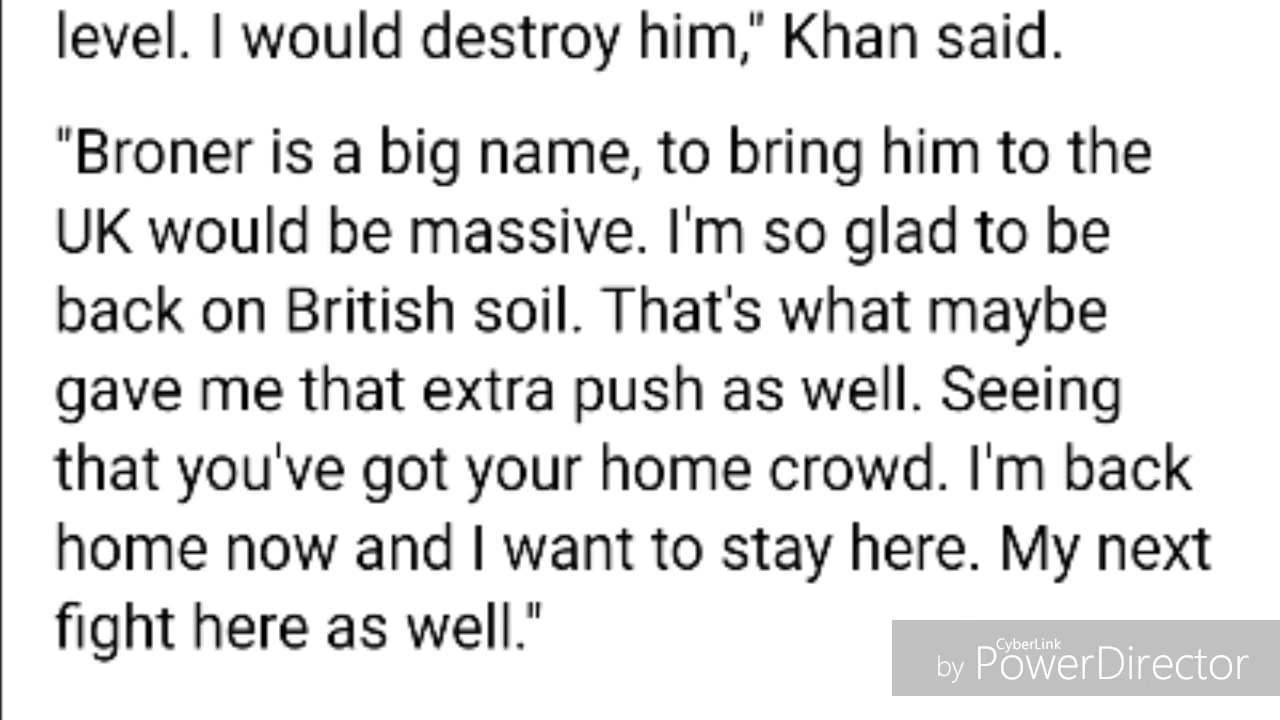 level. I would destroy him," Khan said.
"Broner is a big name, to bring him to the
UK would be massive. I'm so glad to be
back on British soil. That's what maybe
gave me that extra push as well. Seeing
that you've got your home crowd. I'm back
home now and I want to stay here. My next
fight here as well."
CyberLink
by PowerDirector